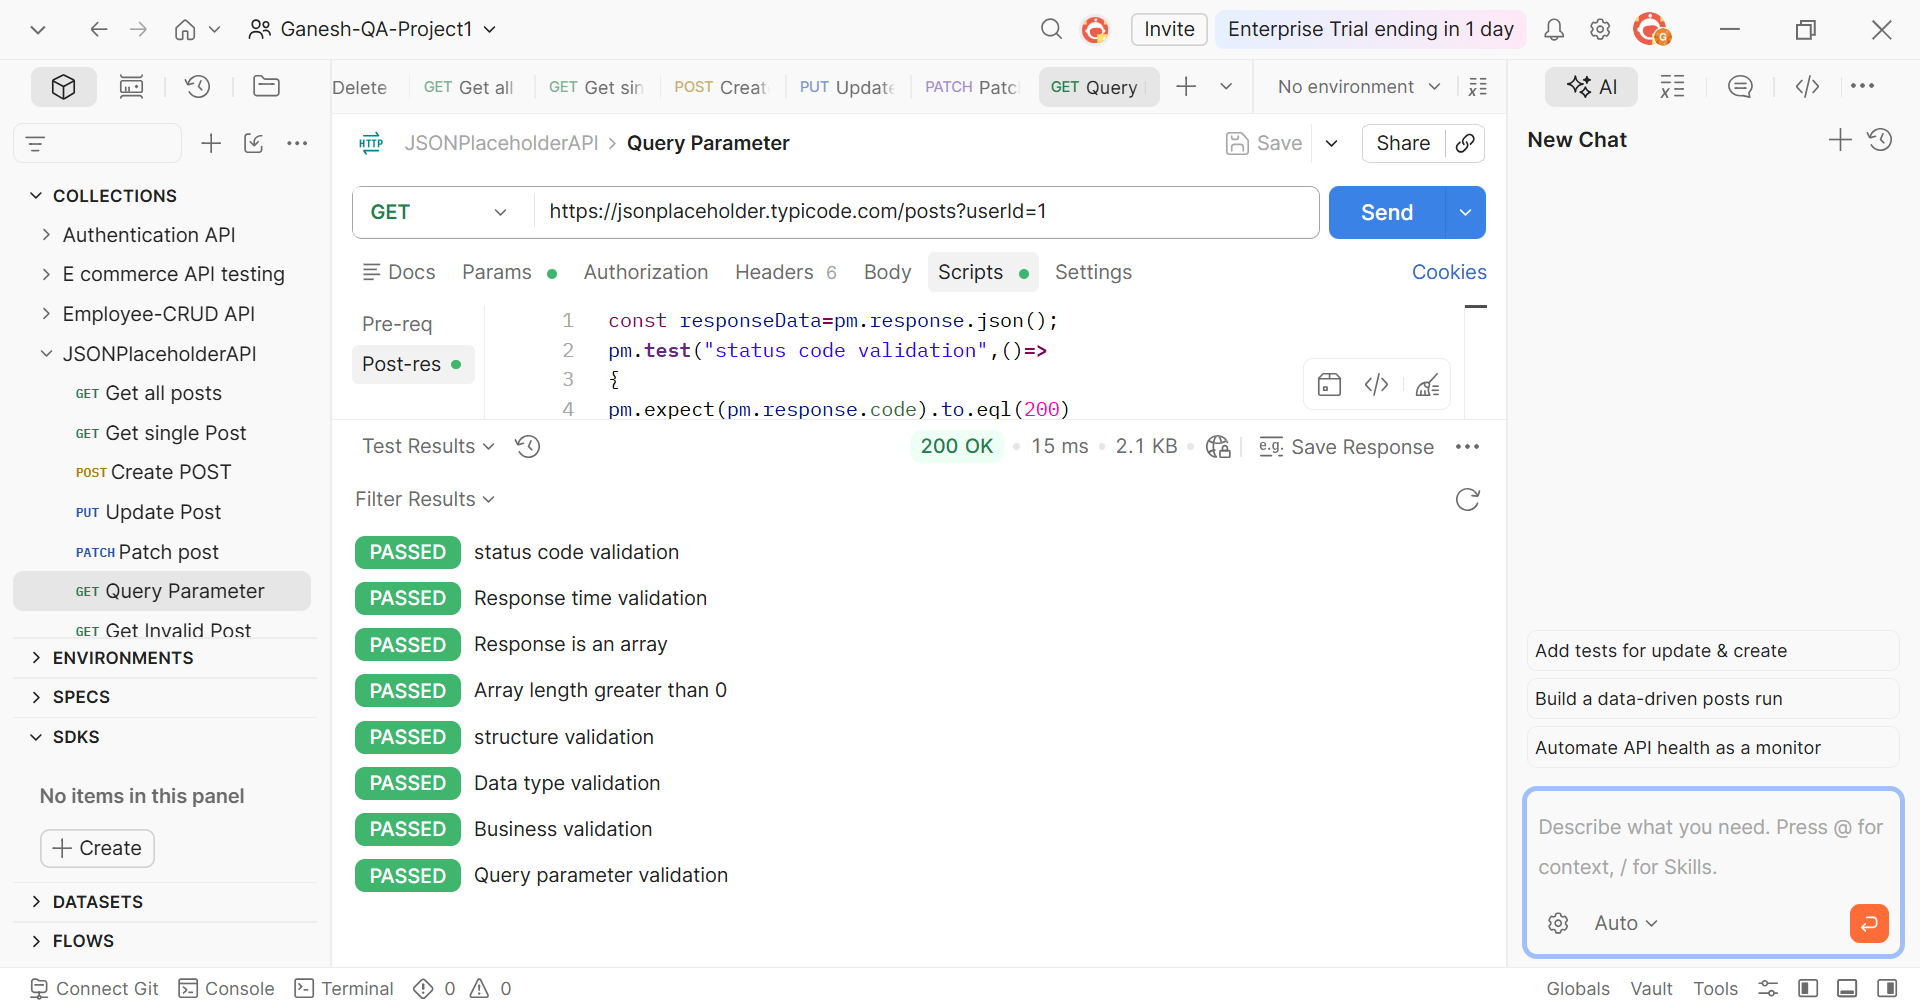 Ganesh-QA-Project1
Invite
Enterprise Trial ending in 1 day
G
Delete
GET Get all
GET Get sin
POST Creat
PUT Update
PATCH Patc
GET Query
No environment
AI
HTTP JSONPlaceholderAPI > Query Parameter
Save
Share
New Chat
COLLECTIONS
Authentication API
E commerce API testing
Employee-CRUD API
JSONPlaceholderAPI
GET Get all posts
GET Get single Post
POST Create POST
PUT Update Post
PATCH Patch post
GET Query Parameter
GET Get Invalid Post
ENVIRONMENTS
SPECS
SDKS
No items in this panel
+ Create
DATASETS
FLOWS
GET
https://jsonplaceholder.typicode.com/posts?userId=1
Send
Docs Params Authorization Headers 6 Body Scripts Settings Cookies
Pre-req
Post-res
1 const responseData=pm.response.json();
2 pm.test("status code validation",()=>
3 {
4 pm.expect(pm.response.code).to.eql(200)
Test Results
200 OK • 15 ms • 2.1 KB •
e.g. Save Response
Filter Results
PASSED status code validation
PASSED Response time validation
PASSED Response is an array
PASSED Array length greater than 0
PASSED structure validation
PASSED Data type validation
PASSED Business validation
PASSED Query parameter validation
Add tests for update & create
Build a data-driven posts run
Automate API health as a monitor
Describe what you need. Press @ for
context, / for Skills.
Auto
Connect Git Console Terminal 0 0
Globals Vault Tools